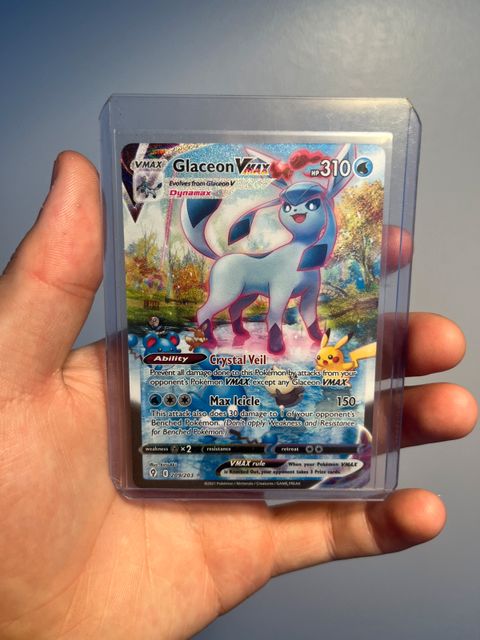 VMAX
Glaceon VMAX
HP 310
Evolves from Glaceon V
Dynamax
Ability Crystal Veil
Prevent all damage done to this Pokémon by attacks from your
opponent's Pokémon VMAX, except any Glaceon VMAX.
Max Icicle 150
This attack also does 30 damage to 1 of your opponent's
Benched Pokémon. (Don't apply Weakness and Resistance
for Benched Pokémon.)
weakness ×2 resistance retreat
VMAX rule When your Pokémon VMAX
is Knocked Out, your opponent takes 3 Prize cards.
209/203
©2021 Pokémon / Nintendo / Creatures / GAME FREAK